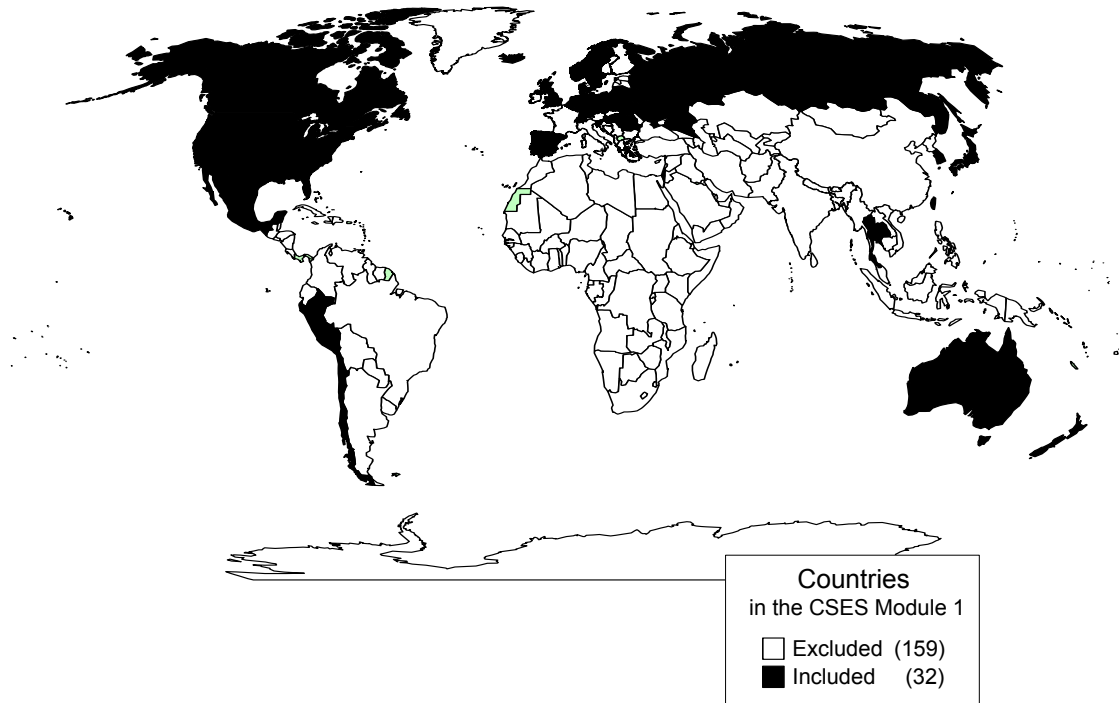 Countries
in the CSES Module 1
Excluded (159)
Included (32)